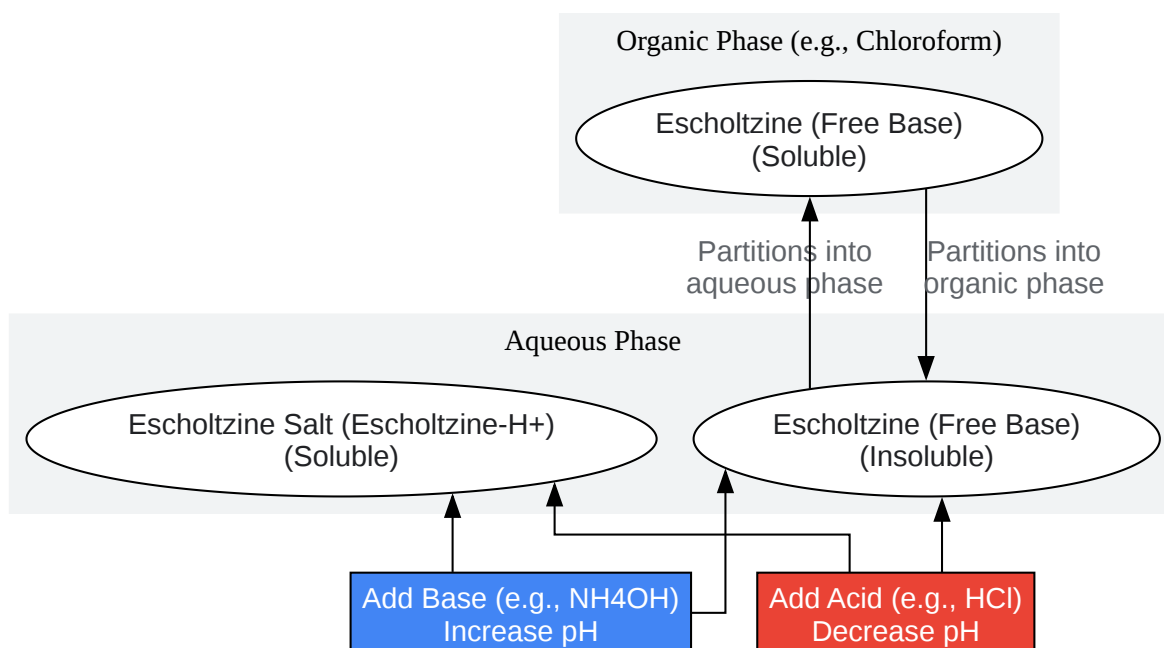 Organic Phase (e.g., Chloroform)
Escholtzine (Free Base)
(Soluble)
Partitions into
aqueous phase
Partitions into
organic phase
Aqueous Phase
Escholtzine Salt (Escholtzine-H+)
(Soluble)
Escholtzine (Free Base)
(Insoluble)
Add Base (e.g., NH4OH)
Increase pH
Add Acid (e.g., HCl)
Decrease pH